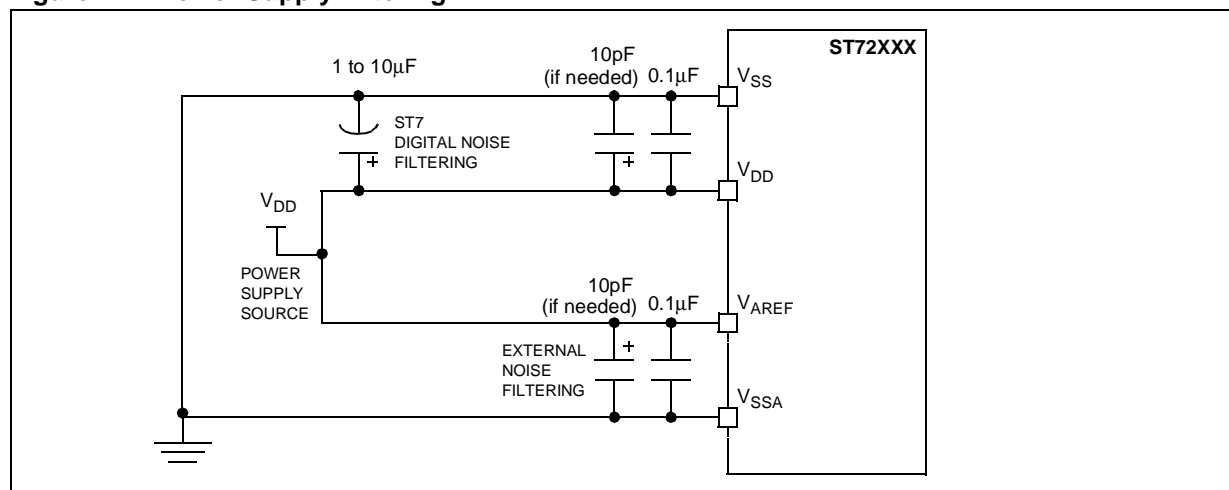 ST72XXX
10pF
(if needed)
0.1μF
1 to 10μF
VSS
ST7
DIGITAL NOISE
FILTERING
+
+
VDD
VDD
POWER
SUPPLY
SOURCE
10pF
(if needed)
0.1μF
VAREF
+
EXTERNAL
NOISE
FILTERING
VSSA